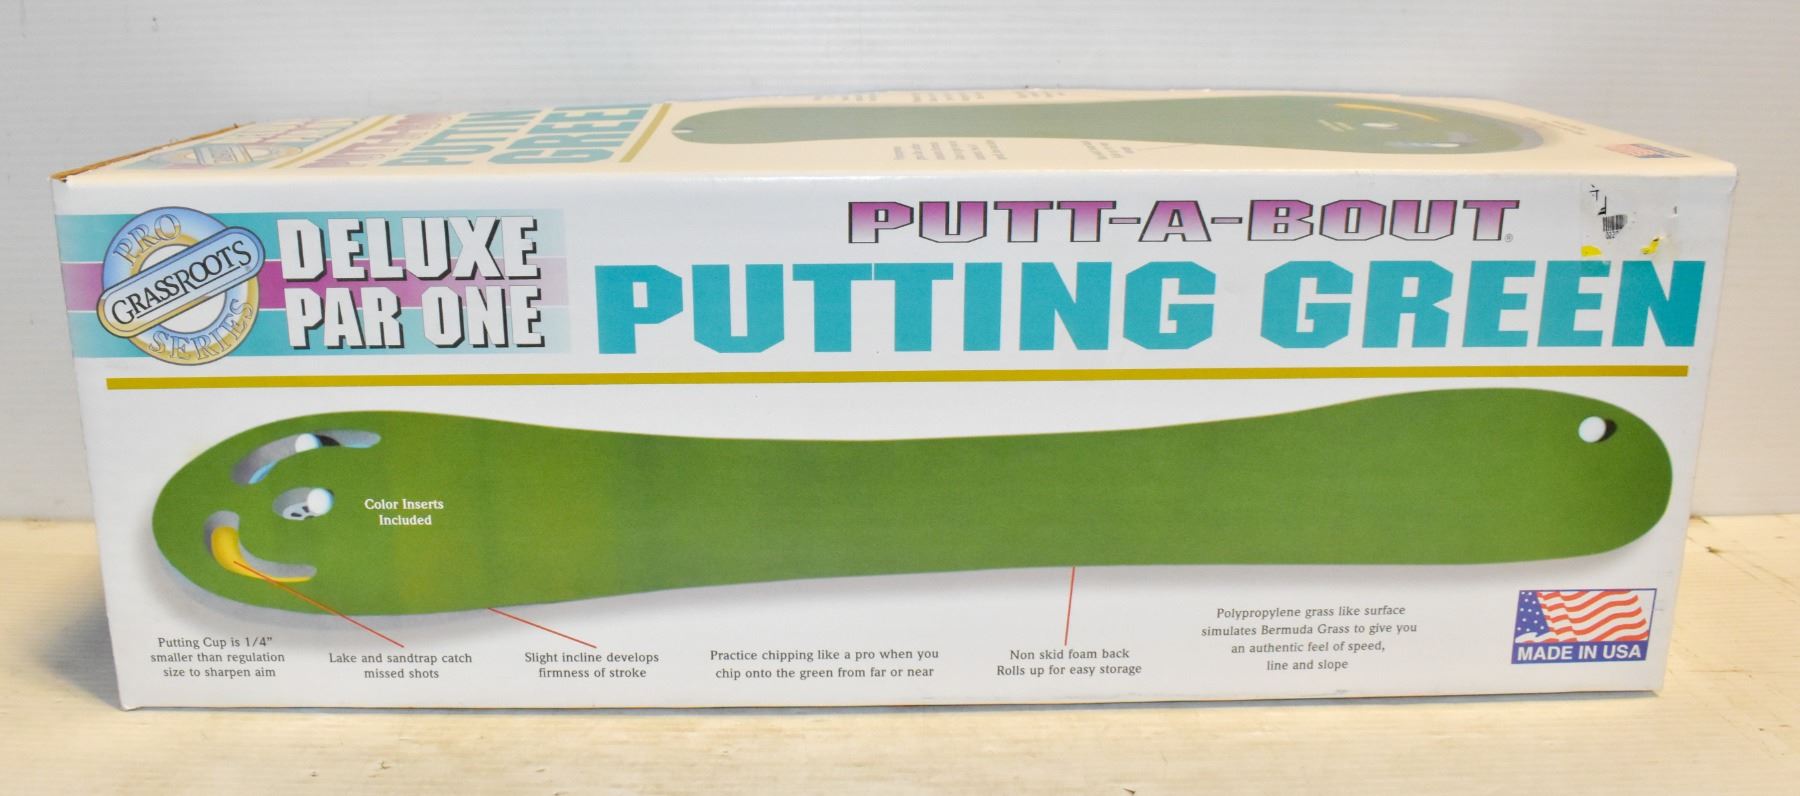 PUTTIN
GREEN
PRO
GRASSROOTS
SERIES
DELUXE
PAR ONE
PUTT-A-BOUT®
PUTTING GREEN
Color Inserts
Included
Putting Cup is 1/4”
smaller than regulation
size to sharpen aim
Lake and sandtrap catch
missed shots
Slight incline develops
firmness of stroke
Practice chipping like a pro when you
chip onto the green from far or near
Non skid foam back
Rolls up for easy storage
Polypropylene grass like surface
simulates Bermuda Grass to give you
an authentic feel of speed,
line and slope
MADE IN USA